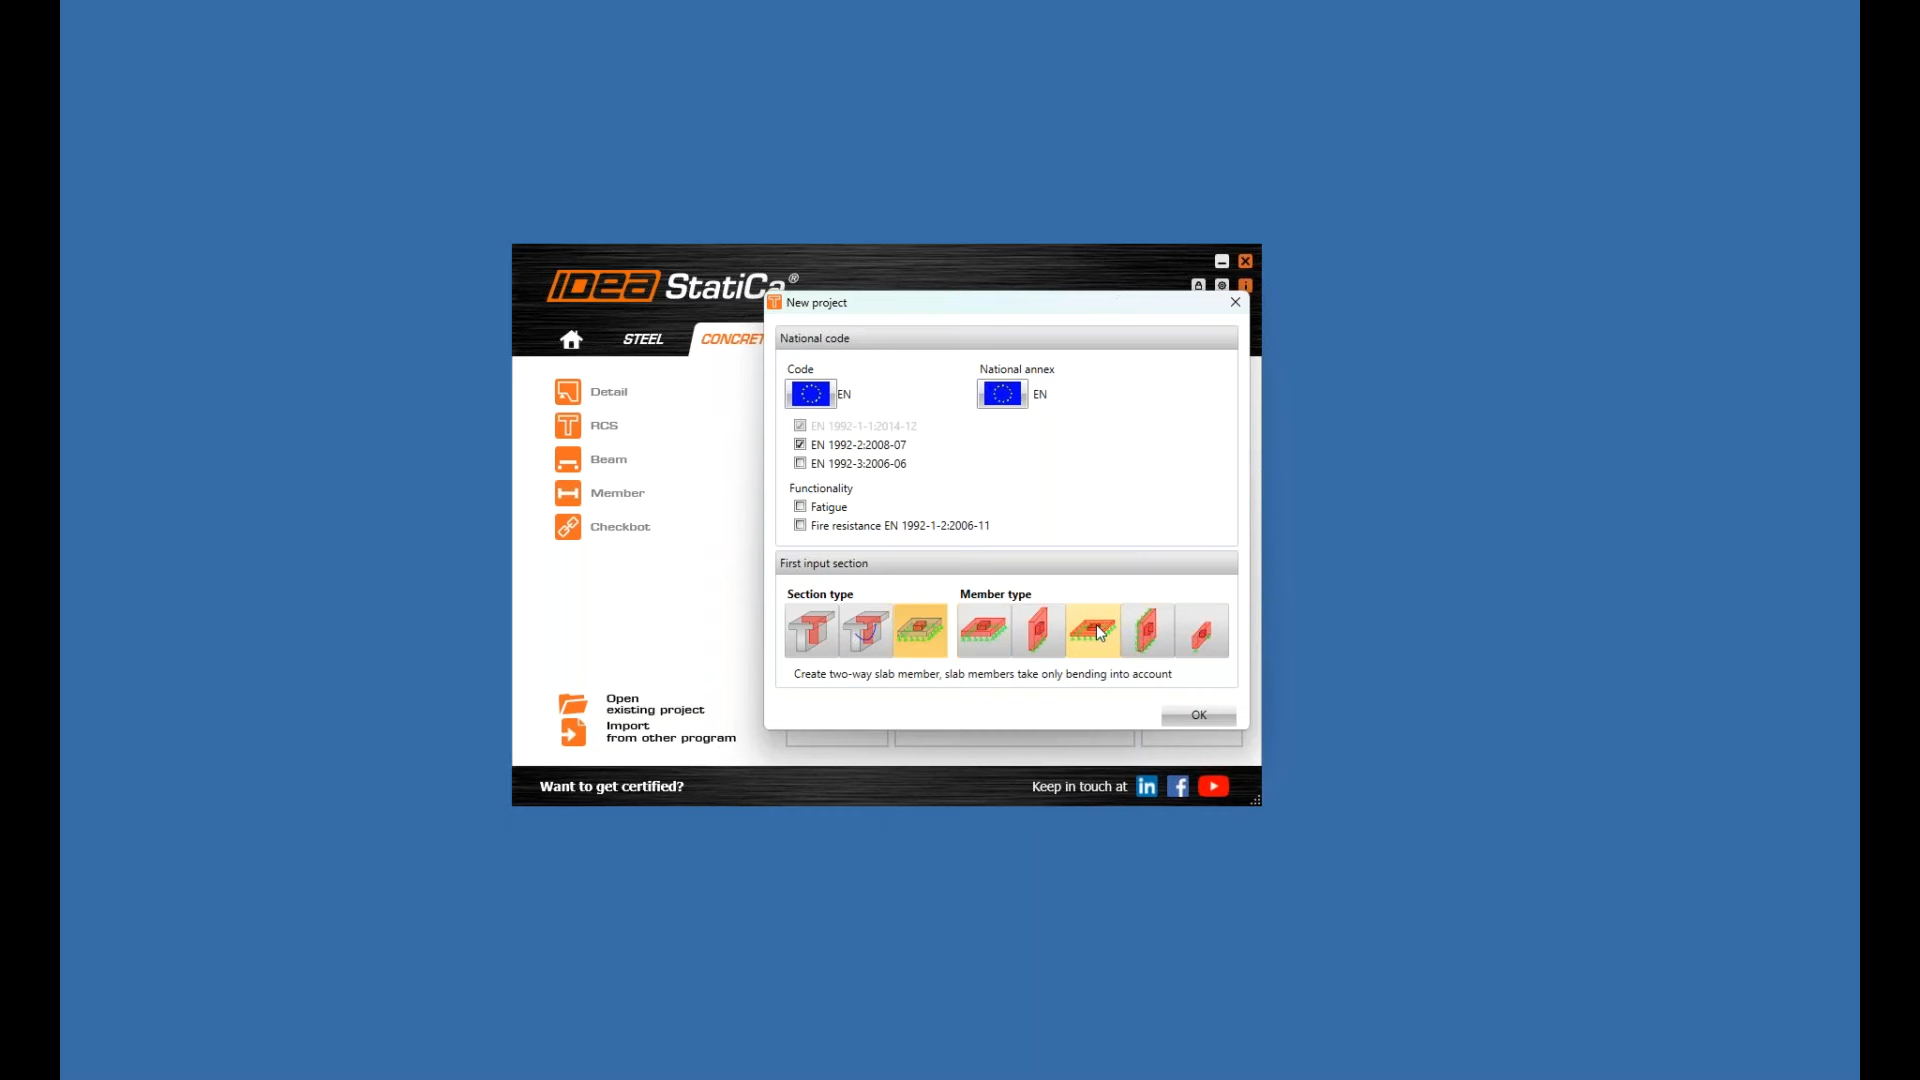 IDEA StatiCa®
New project
STEEL
CONCRET
National code
Code
National annex
EN
EN
EN 1992-1-1:2014-12
EN 1992-2:2008-07
EN 1992-3:2006-06
Functionality
Fatigue
Fire resistance EN 1992-1-2:2006-11
First input section
Section type
Member type
Create two-way slab member, slab members take only bending into account
OK
Detail
RCS
Beam
Member
Checkbot
Open
existing project
Import
from other program
Want to get certified?
Keep in touch at